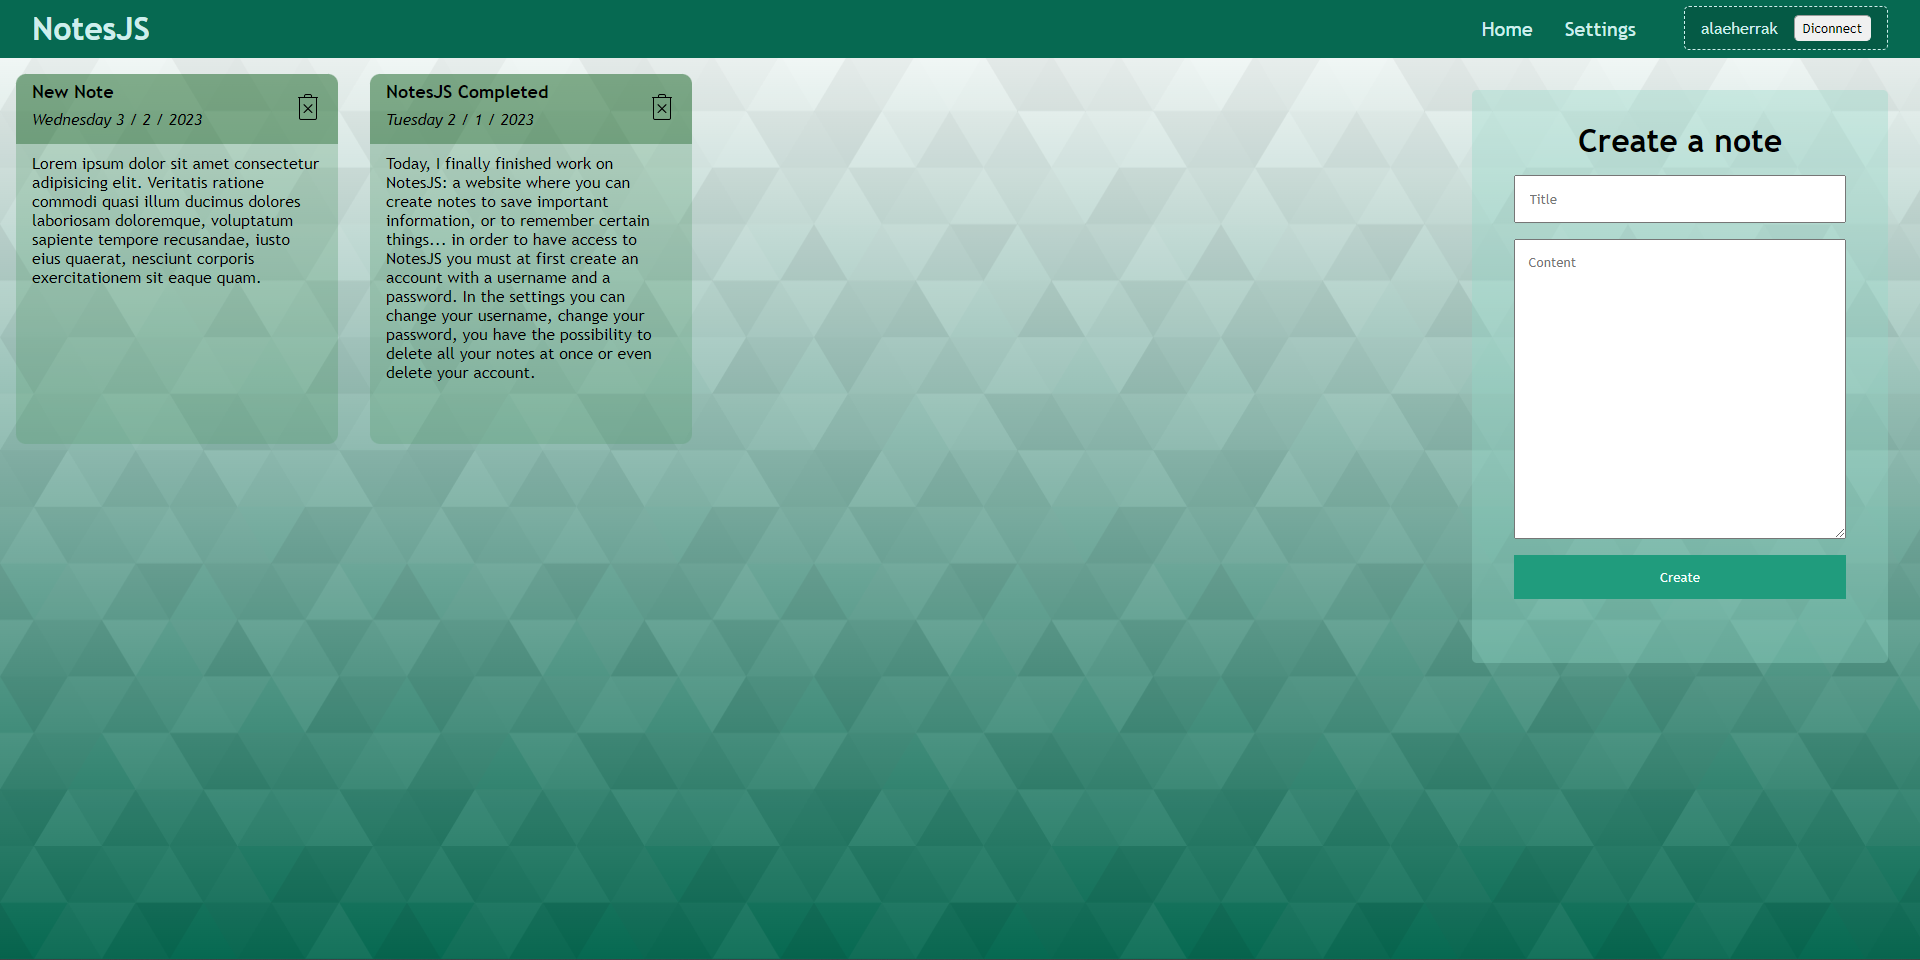 NotesJS
Home
Settings
alaeherrak
Diconnect
New Note
Wednesday 3 / 2 / 2023
Lorem ipsum dolor sit amet consectetur
adipisicing elit. Veritatis ratione
commodi quasi illum ducimus dolores
laboriosam doloremque, voluptatum
sapiente tempore recusandae, iusto
eius quaerat, nesciunt corporis
exercitationem sit eaque quam.
NotesJS Completed
Tuesday 2 / 1 / 2023
Today, I finally finished work on
NotesJS: a website where you can
create notes to save important
information, or to remember certain
things... in order to have access to
NotesJS you must at first create an
account with a username and a
password. In the settings you can
change your username, change your
password, you have the possibility to
delete all your notes at once or even
delete your account.
Create a note
Title
Content
Create